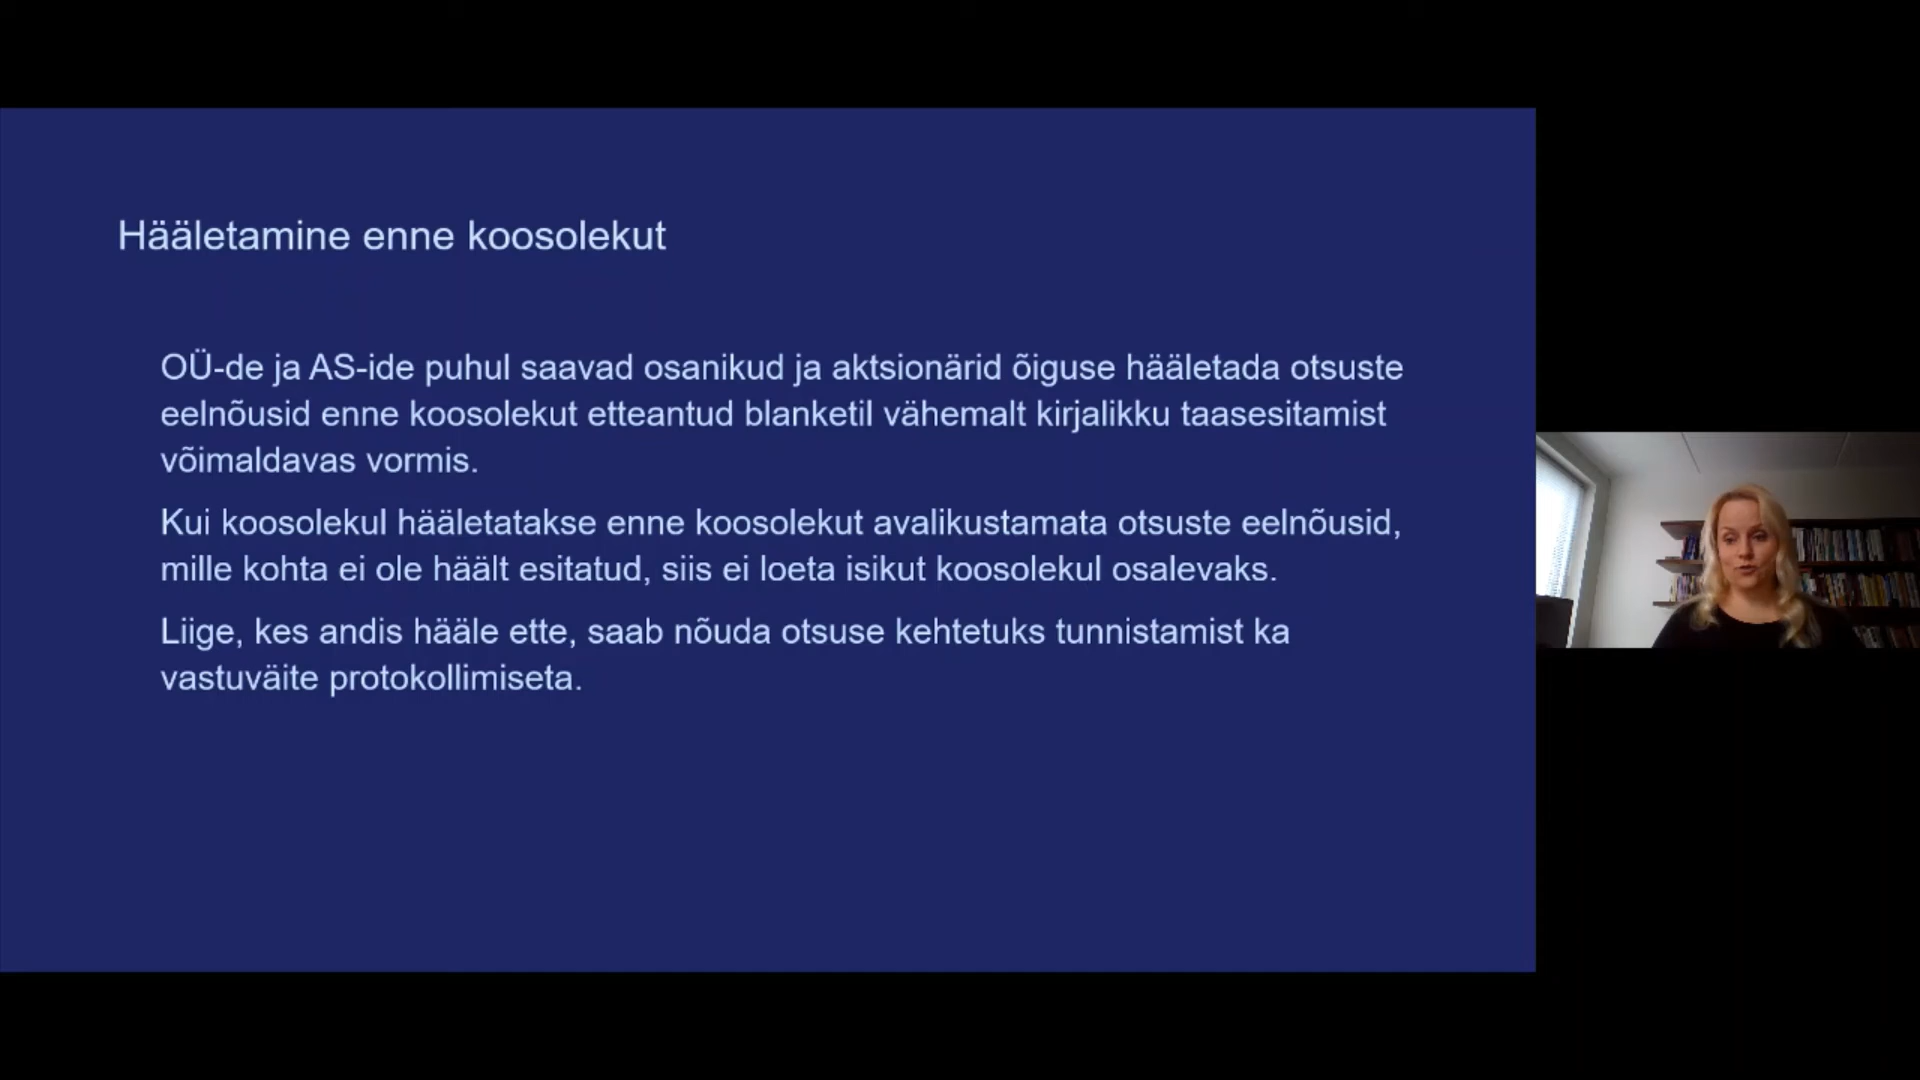 Hääletamine enne koosolekut
OÜ-de ja AS-ide puhul saavad osanikud ja aktsionärid õiguse hääletada otsuste
eelnõusid enne koosolekut etteantud blanketil vähemalt kirjalikku taasesitamist
võimaldavas vormis.
Kui koosolekul hääletatakse enne koosolekut avalikustamata otsuste eelnõusid,
mille kohta ei ole häält esitatud, siis ei loeta isikut koosolekul osalevaks.
Liige, kes andis hääle ette, saab nõuda otsuse kehtetuks tunnistamist ka
vastuväite protokollimiseta.